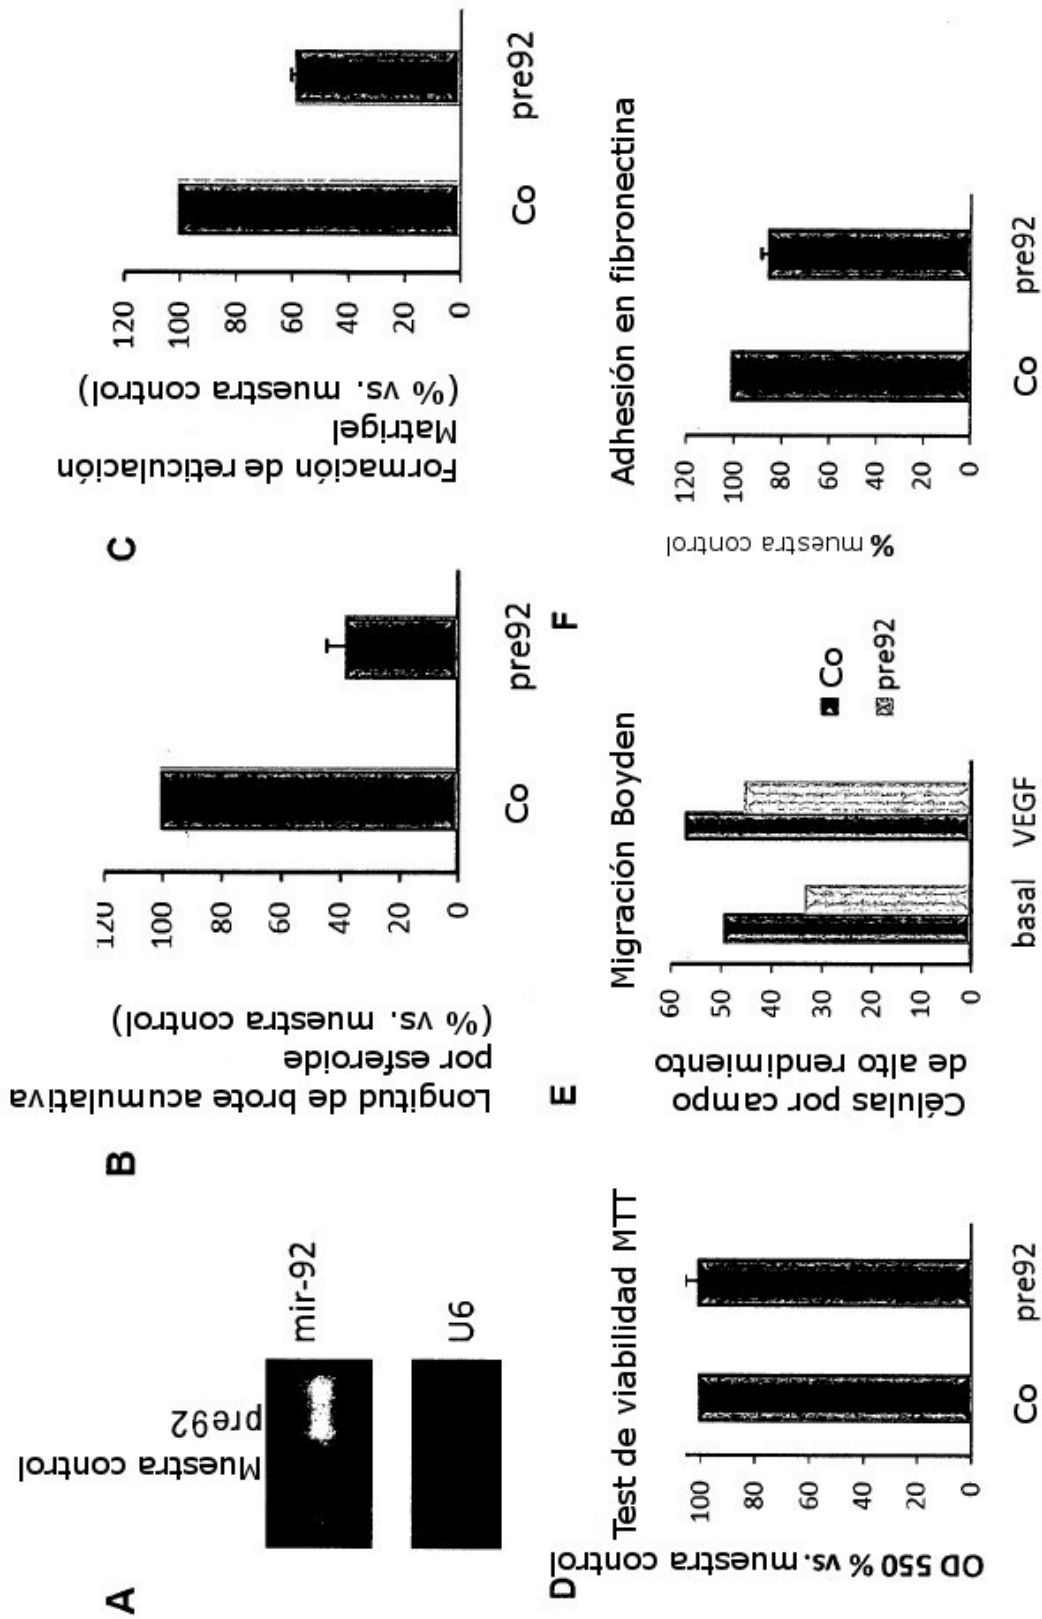 A
Muestra control
pre92
mir-92
U6
B
Longitud de brote acumulativa
por esferoide
(% vs. muestra control)
120
100
80
60
40
20
0
Co
pre92
C
Formación de reticulación
Matrigel
(% vs. muestra control)
120
100
80
60
40
20
0
Co
pre92
D
Test de viabilidad MTT
OD 550 % vs. muestra control
100
80
60
40
20
0
Co
pre92
E
Migración Boyden
Células por campo
de alto rendimiento
60
50
40
30
20
10
0
basal
VEGF
Co
pre92
F
Adhesión en fibronectina
% muestra control
120
100
80
60
40
20
0
Co
pre92